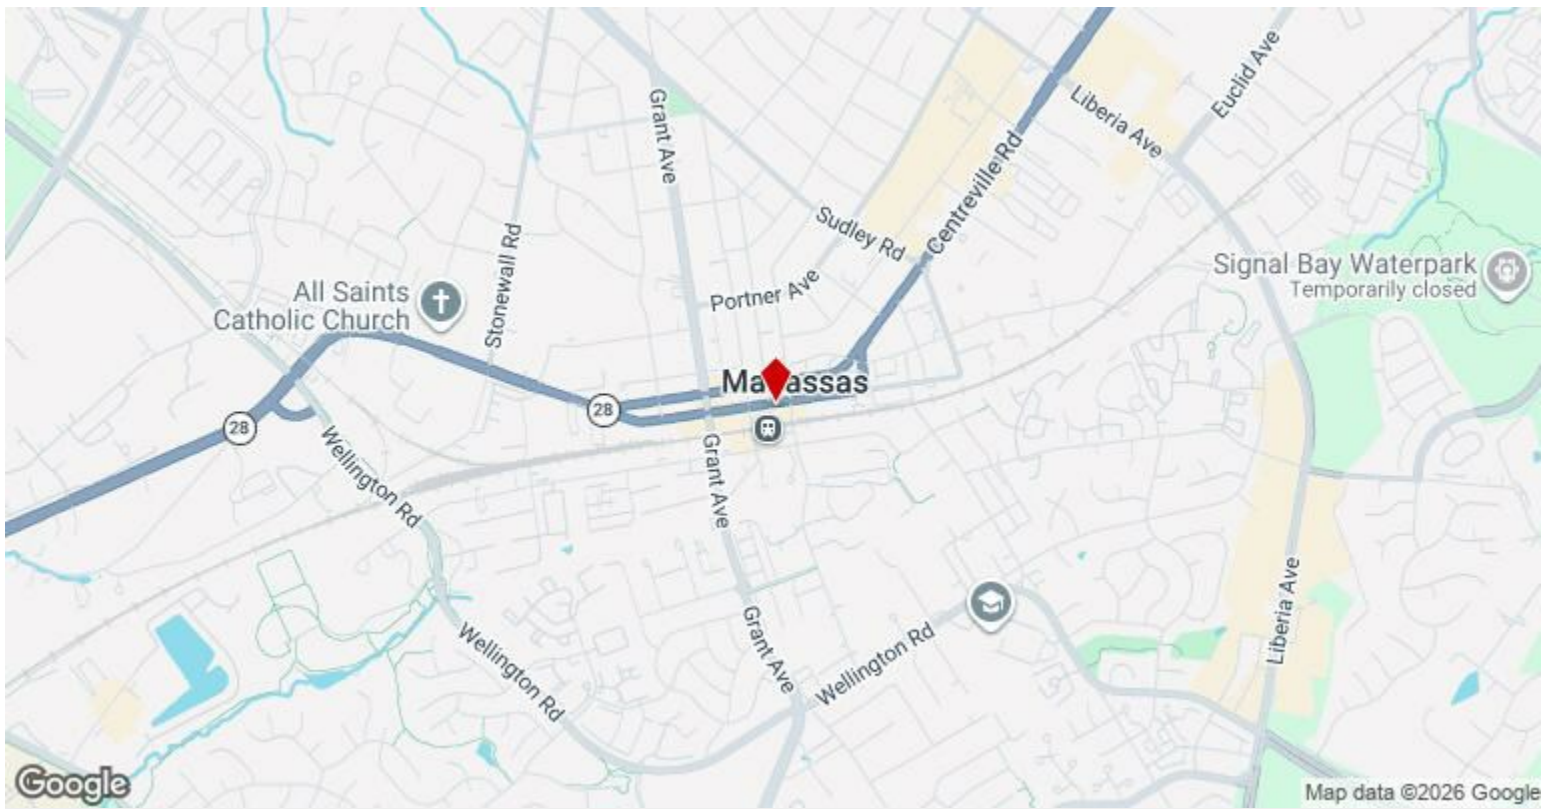 Grant Ave
Liberia Ave
Euclid Ave
Centreville Rd
Sudley Rd
Stonewall Rd
Portner Ave
Signal Bay Waterpark
Temporarily closed
All Saints
Catholic Church
Manassas
28
28
Wellington Rd
Grant Ave
Wellington Rd
Grant Ave
Wellington Rd
Liberia Ave
Google
Map data ©2026 Google